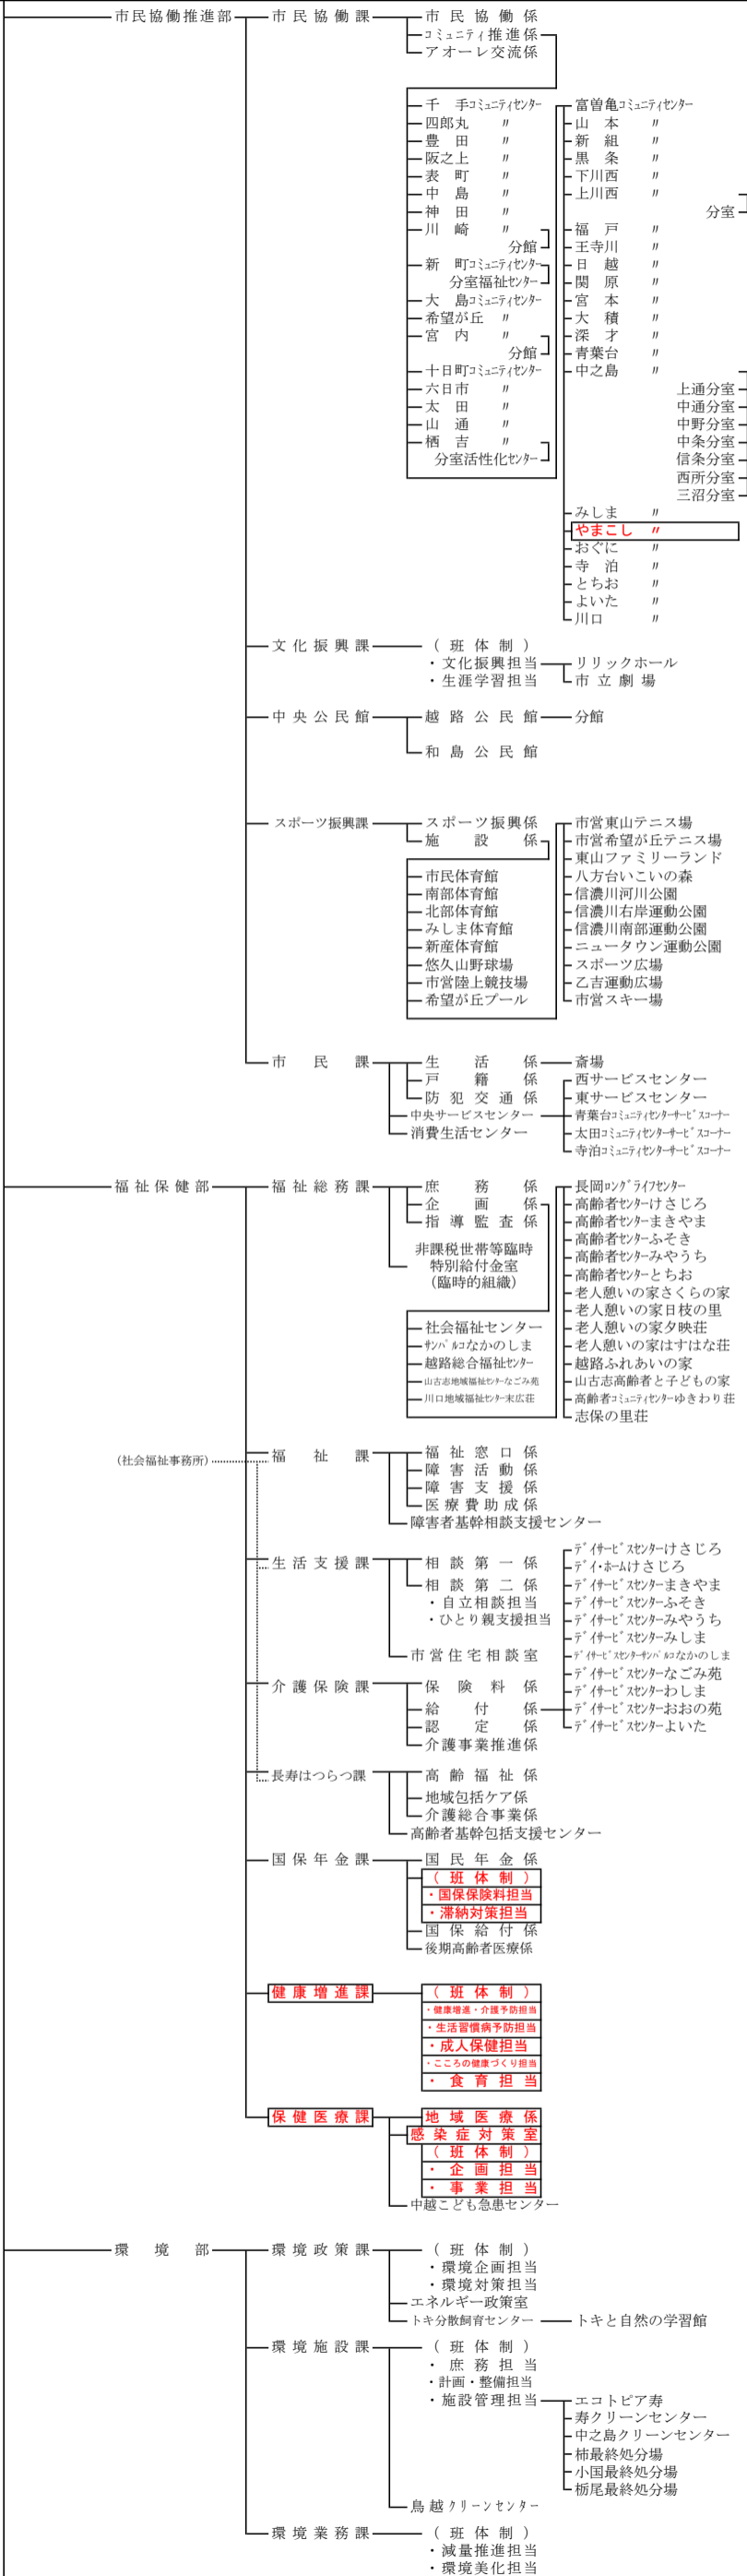 市民協働推進部
市民協働課
市民協働係
コミュニティ推進係
アオーレ交流係
千手コミュニティセンター
四郎丸 〃
豊田 〃
阪之上 〃
表町 〃
中島 〃
神田 〃
川崎 〃
分館
新町コミュニティセンター
分室福祉センター
大島コミュニティセンター
希望が丘 〃
宮内 〃
分館
十日町コミュニティセンター
六日市 〃
太田 〃
山通 〃
栖吉 〃
分室活性化センター
富曽亀コミュニティセンター
山本 〃
新組 〃
黒条 〃
下川西 〃
上川西 〃
分室
福戸 〃
王寺川 〃
日越 〃
関原 〃
宮本 〃
大積 〃
深才 〃
青葉台 〃
中之島 〃
上通分室
中通分室
中野分室
中条分室
信条分室
西所分室
三沼分室
みしま 〃
やまこし 〃
おぐに 〃
寺泊 〃
とちお 〃
よいた 〃
川口 〃
文化振興課
（班体制）
・文化振興担当
・生涯学習担当
リリックホール
市立劇場
中央公民館
越路公民館
分館
和島公民館
スポーツ振興課
スポーツ振興係
施設係
市民体育館
南部体育館
北部体育館
みしま体育館
新産体育館
悠久山野球場
市営陸上競技場
希望が丘プール
市営東山テニス場
市営希望が丘テニス場
東山ファミリーランド
八方台いこいの森
信濃川河川公園
信濃川右岸運動公園
信濃川南部運動公園
ニュータウン運動公園
スポーツ広場
乙吉運動広場
市営スキー場
市民課
生活係
戸籍係
防犯交通係
中央サービスセンター
消費生活センター
斎場
西サービスセンター
東サービスセンター
青葉台コミュニティセンターサービスコーナー
太田コミュニティセンターサービスコーナー
寺泊コミュニティセンターサービスコーナー
福祉保健部
福祉総務課
庶務係
企画係
指導監査係
非課税世帯等臨時
特別給付金室
（臨時的組織）
社会福祉センター
サンパルコなかのしま
越路総合福祉センター
山古志地域福祉センターなごみ苑
川口地域福祉センター末広荘
長岡ロングライフセンター
高齢者センターけさじろ
高齢者センターまきやま
高齢者センターふそき
高齢者センターみやうち
高齢者センターとちお
老人憩いの家さくらの家
老人憩いの家日枝の里
老人憩いの家夕映荘
老人憩いの家はすはな荘
越路ふれあいの家
山古志高齢者と子どもの家
高齢者コミュニティセンターゆきわり荘
志保の里荘
（社会福祉事務所）
福祉課
福祉窓口係
障害活動係
障害支援係
医療費助成係
障害者基幹相談支援センター
生活支援課
相談第一係
相談第二係
・自立相談担当
・ひとり親支援担当
市営住宅相談室
介護保険課
保険料係
給付係
認定係
介護事業推進係
デイサービスセンターけさじろ
デイ・ホームけさじろ
デイサービスセンターまきやま
デイサービスセンターふそき
デイサービスセンターみやうち
デイサービスセンターみしま
デイサービスセンターサンパルコなかのしま
デイサービスセンターなごみ苑
デイサービスセンターわしま
デイサービスセンターおおの苑
デイサービスセンターよいた
長寿はつらつ課
高齢福祉係
地域包括ケア係
介護総合事業係
高齢者基幹包括支援センター
国保年金課
国民年金係
（班体制）
・国保保険料担当
・滞納対策担当
国保給付係
後期高齢者医療係
健康増進課
（班体制）
・健康増進・介護予防担当
・生活習慣病予防担当
・成人保健担当
・こころの健康づくり担当
・食育担当
保健医療課
地域医療係
感染症対策室
（班体制）
・企画担当
・事業担当
中越こども急患センター
環境部
環境政策課
（班体制）
・環境企画担当
・環境対策担当
エネルギー政策室
トキ分散飼育センター
トキと自然の学習館
環境施設課
（班体制）
・庶務担当
・計画・整備担当
・施設管理担当
エコトピア寿
寿クリーンセンター
中之島クリーンセンター
柿最終処分場
小国最終処分場
栃尾最終処分場
鳥越クリーンセンター
環境業務課
（班体制）
・減量推進担当
・環境美化担当